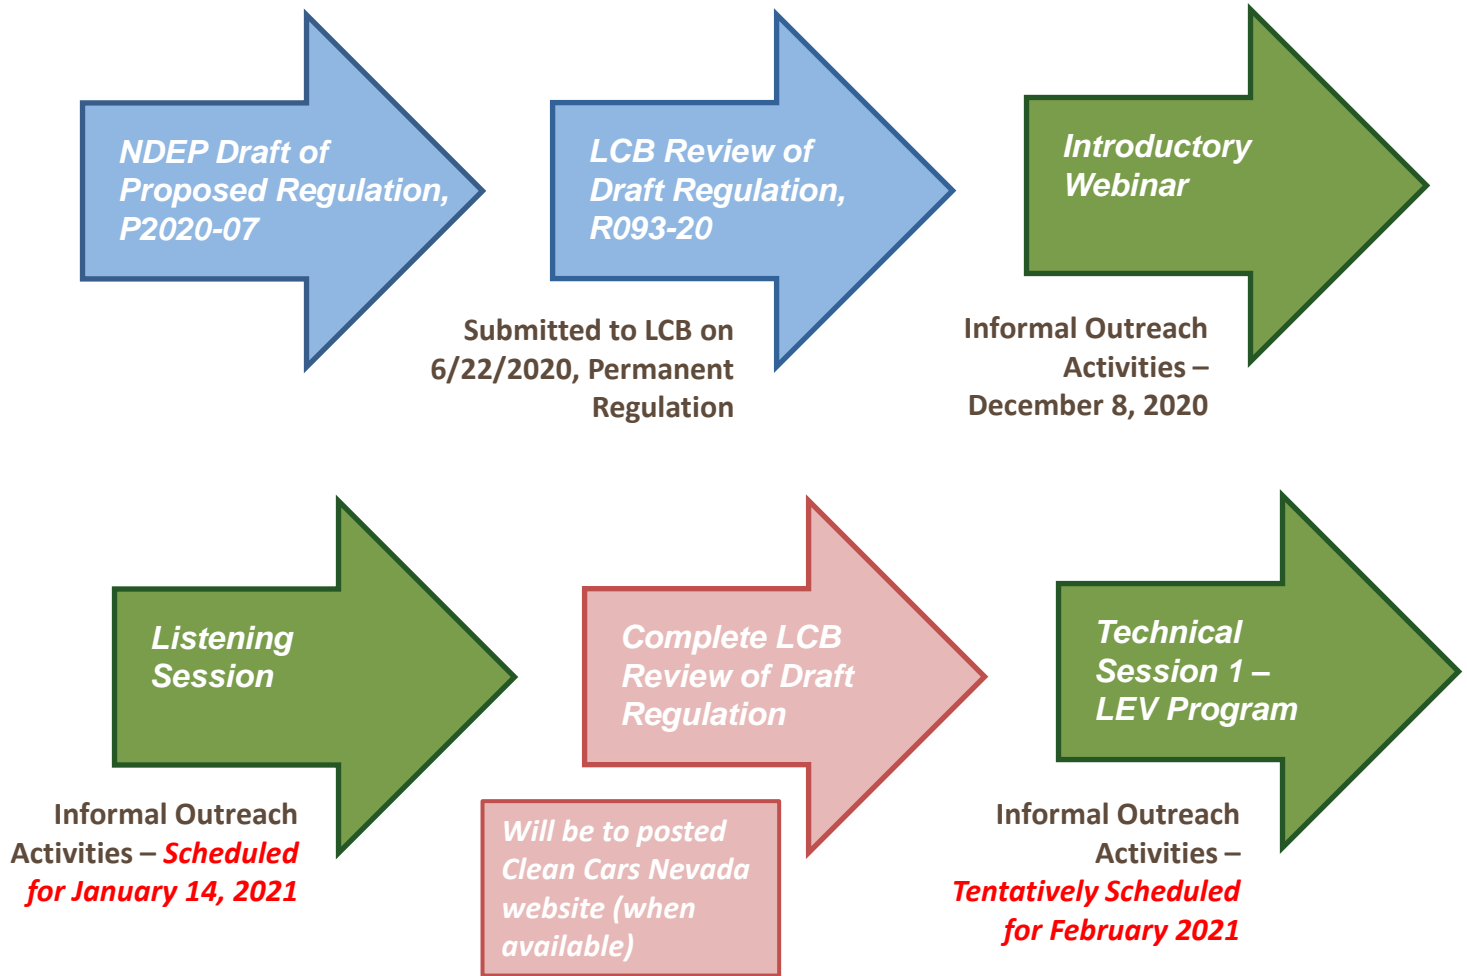 NDEP Draft of
Proposed Regulation,
P2020-07
LCB Review of
Draft Regulation,
R093-20
Submitted to LCB on
6/22/2020, Permanent
Regulation
Introductory
Webinar
Informal Outreach
Activities –
December 8, 2020
Listening
Session
Informal Outreach
Activities – Scheduled
for January 14, 2021
Complete LCB
Review of Draft
Regulation
Will be to posted
Clean Cars Nevada
website (when
available)
Technical
Session 1 –
LEV Program
Informal Outreach
Activities –
Tentatively Scheduled
for February 2021